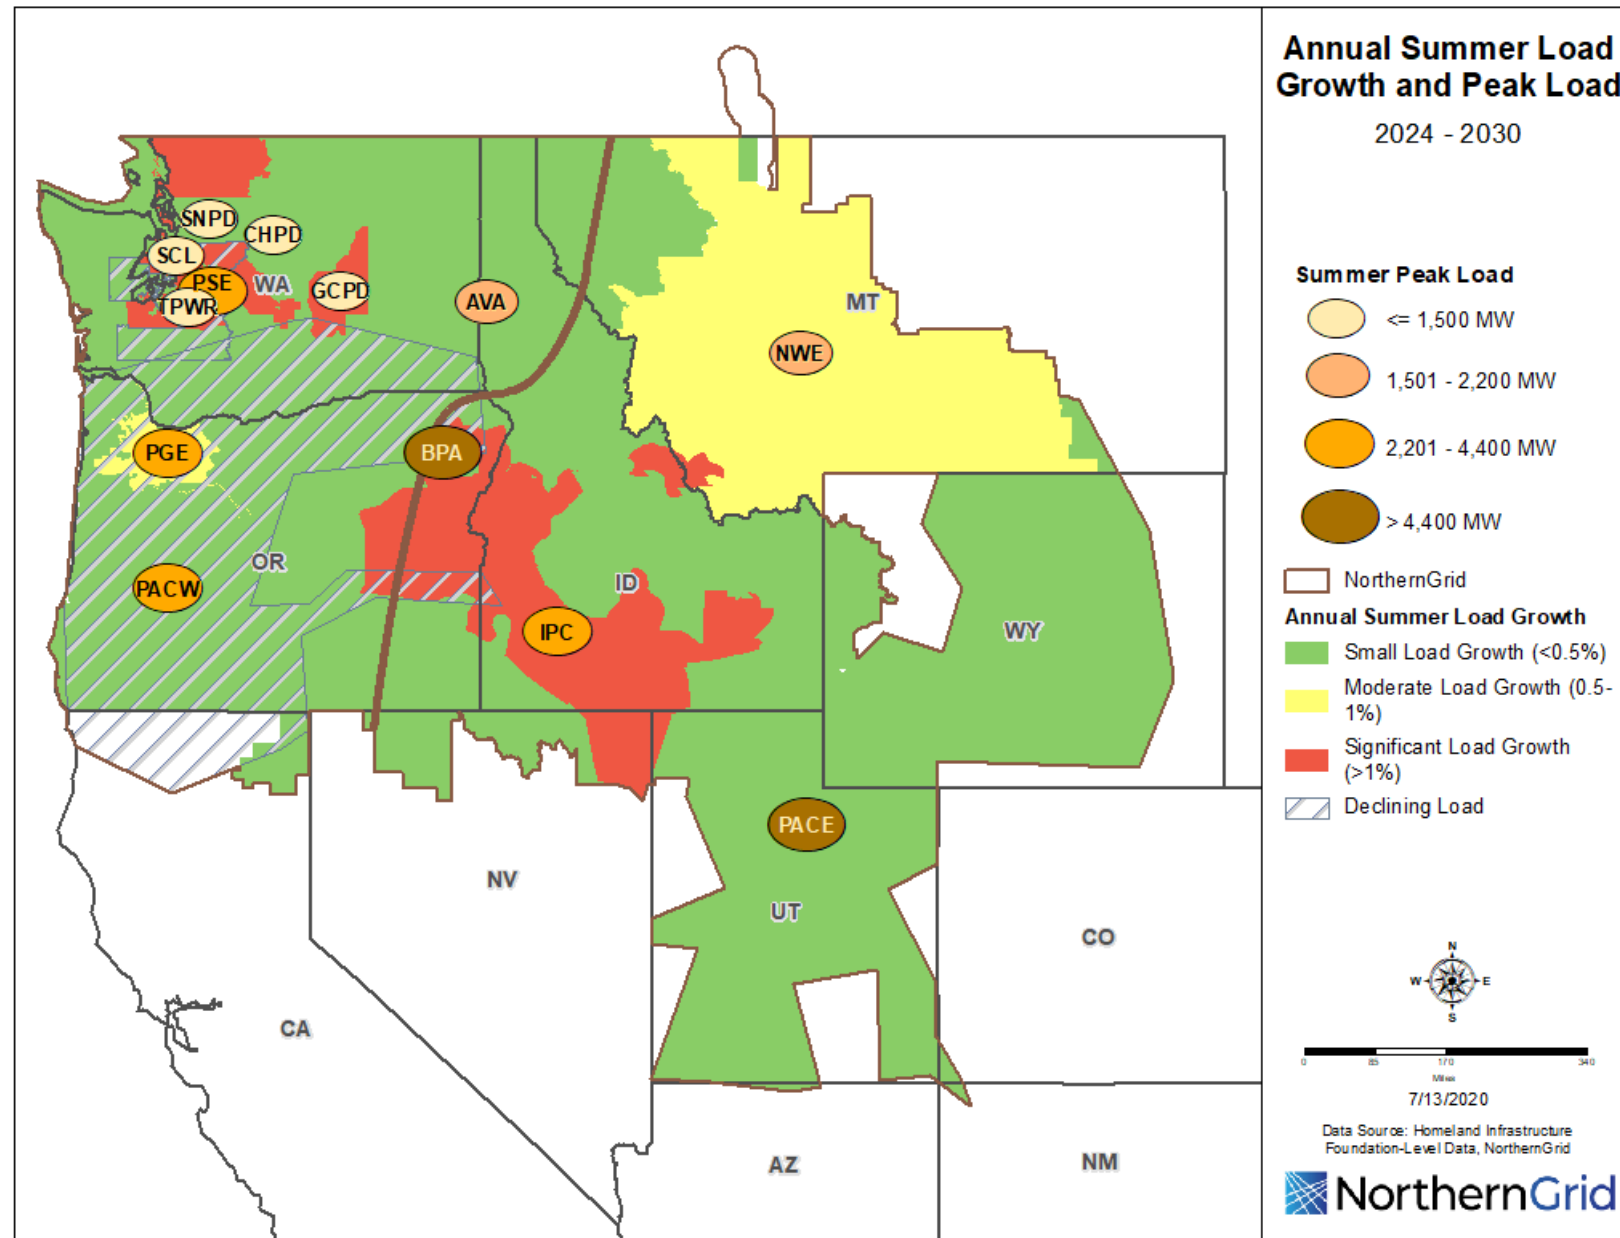 Annual Summer Load
Growth and Peak Load
2024 - 2030
Summer Peak Load
<= 1,500 MW
1,501 - 2,200 MW
2,201 - 4,400 MW
> 4,400 MW
NorthernGrid
Annual Summer Load Growth
Small Load Growth (<0.5%)
Moderate Load Growth (0.5-
1%)
Significant Load Growth
(>1%)
Declining Load
N
W E
S
0 85 170 340
Miles
7/13/2020
Data Source: Homeland Infrastructure
Foundation-Level Data, NorthernGrid
NorthernGrid
SNPD
CHPD
SCL
PSE
WA
GCPD
TPWR
AVA
MT
NWE
PGE
BPA
OR
PACW
ID
IPC
WY
PACE
NV
UT
CO
CA
AZ
NM